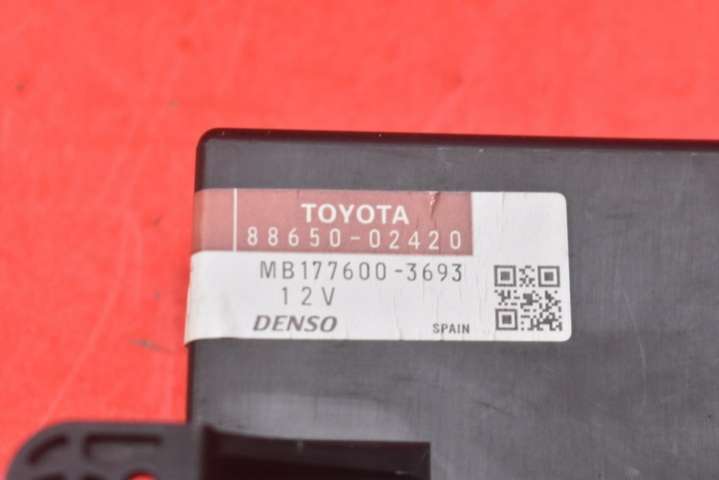 TOYOTA
88650-02420
MB177600-3693
12V
DENSO
SPAIN